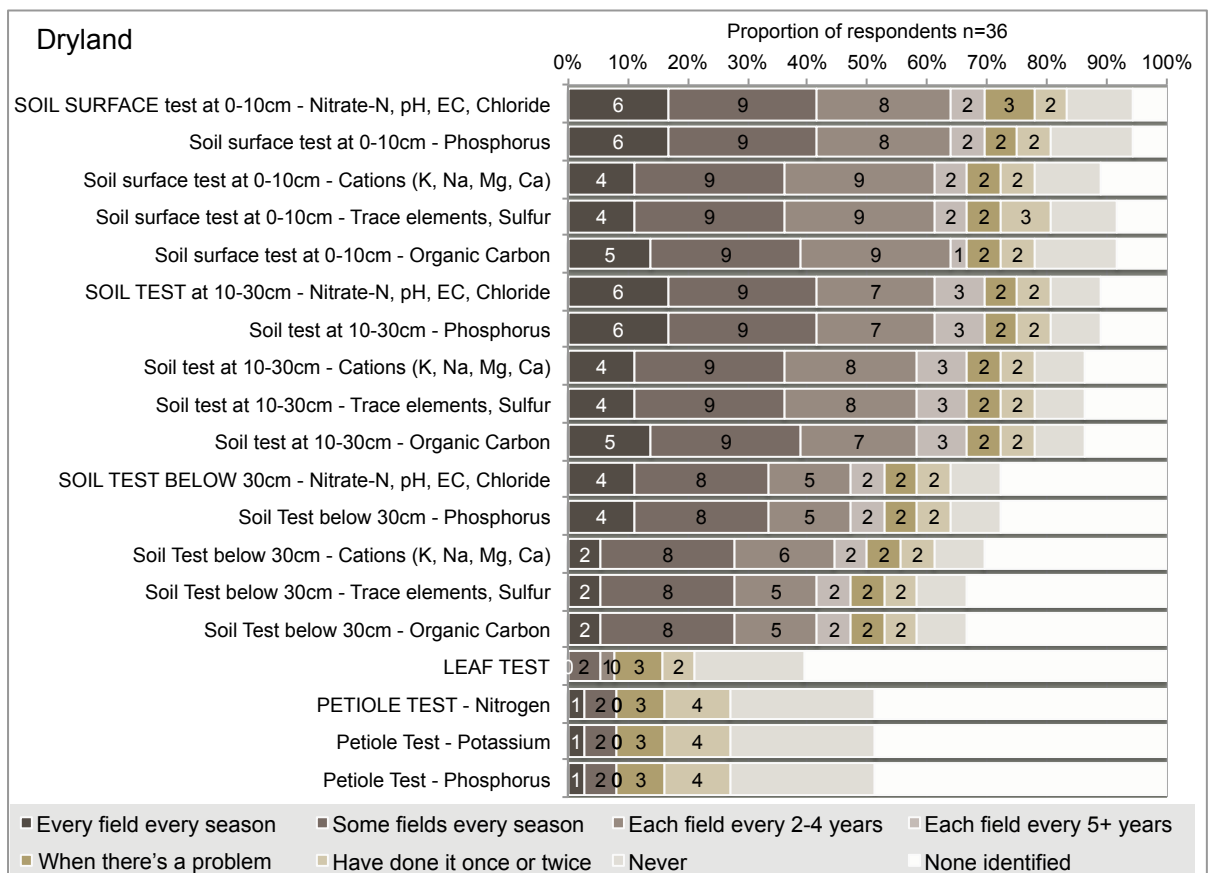 Dryland
Proportion of respondents n=36
0% 10% 20% 30% 40% 50% 60% 70% 80% 90% 100%
SOIL SURFACE test at 0-10cm - Nitrate-N, pH, EC, Chloride 6 9 8 2 3 2
Soil surface test at 0-10cm - Phosphorus 6 9 8 2 2 2
Soil surface test at 0-10cm - Cations (K, Na, Mg, Ca) 4 9 9 2 2 2
Soil surface test at 0-10cm - Trace elements, Sulfur 4 9 9 2 2 3
Soil surface test at 0-10cm - Organic Carbon 5 9 9 1 2 2
SOIL TEST at 10-30cm - Nitrate-N, pH, EC, Chloride 6 9 7 3 2 2
Soil test at 10-30cm - Phosphorus 6 9 7 3 2 2
Soil test at 10-30cm - Cations (K, Na, Mg, Ca) 4 9 8 3 2 2
Soil test at 10-30cm - Trace elements, Sulfur 4 9 8 3 2 2
Soil test at 10-30cm - Organic Carbon 5 9 7 3 2 2
SOIL TEST BELOW 30cm - Nitrate-N, pH, EC, Chloride 4 8 5 2 2 2
Soil Test below 30cm - Phosphorus 4 8 5 2 2 2
Soil Test below 30cm - Cations (K, Na, Mg, Ca) 2 8 6 2 2 2
Soil Test below 30cm - Trace elements, Sulfur 2 8 5 2 2 2
Soil Test below 30cm - Organic Carbon 2 8 5 2 2 2
LEAF TEST 0 2 1 0 3 2
PETIOLE TEST - Nitrogen 1 2 0 3 4
Petiole Test - Potassium 1 2 0 3 4
Petiole Test - Phosphorus 1 2 0 3 4
Every field every season Some fields every season Each field every 2-4 years Each field every 5+ years
When there's a problem Have done it once or twice Never None identified